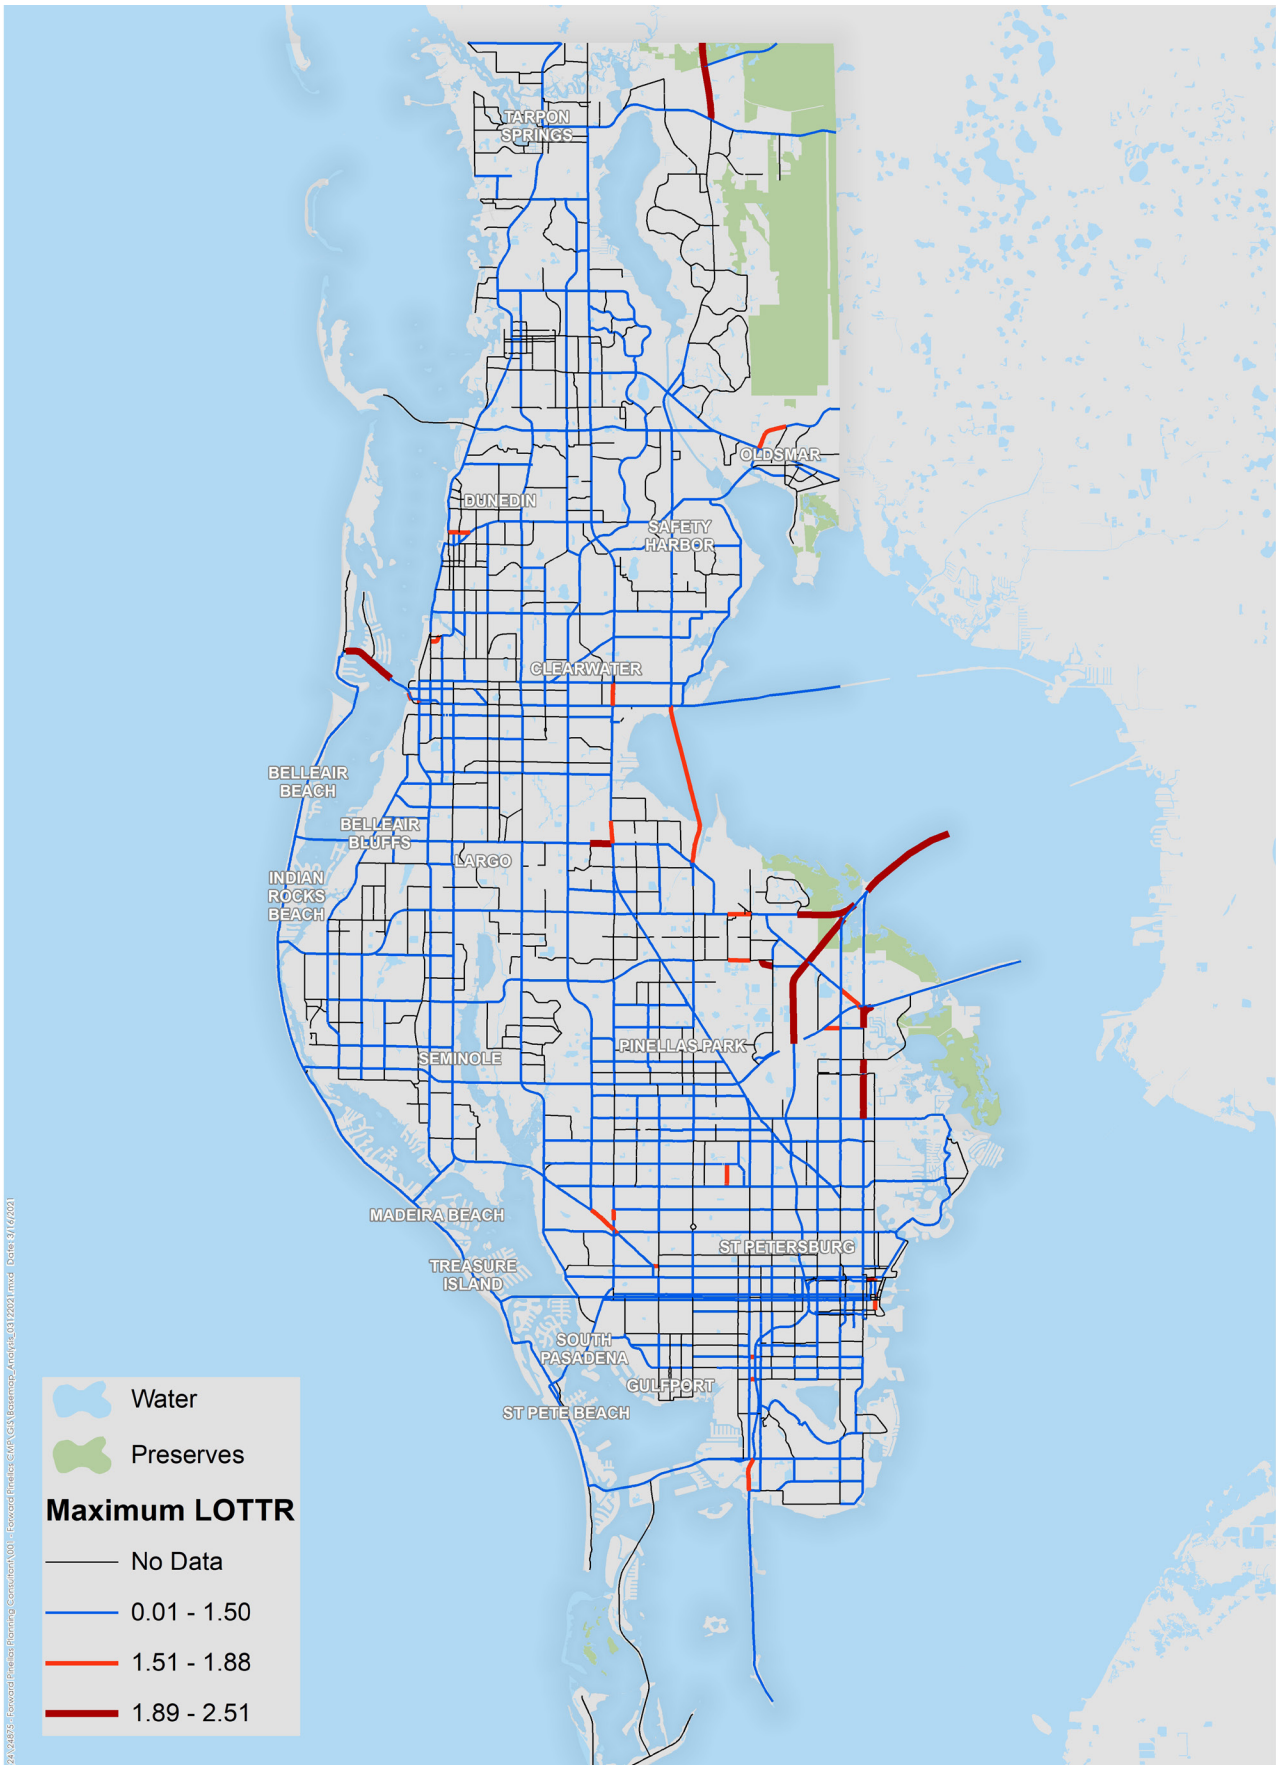 TARPON
SPRINGS
OLDSMAR
DUNEDIN
SAFETY
HARBOR
CLEARWATER
BELLEAIR
BEACH
BELLEAIR
BLUFFS
LARGO
INDIAN
ROCKS
BEACH
PINELLAS PARK
SEMINOLE
MADEIRA BEACH
ST PETERSBURG
TREASURE
ISLAND
SOUTH
PASADENA
GULFPORT
ST PETE BEACH
Water
Preserves
Maximum LOTTR
No Data
0.01 - 1.50
1.51 - 1.88
1.89 - 2.51